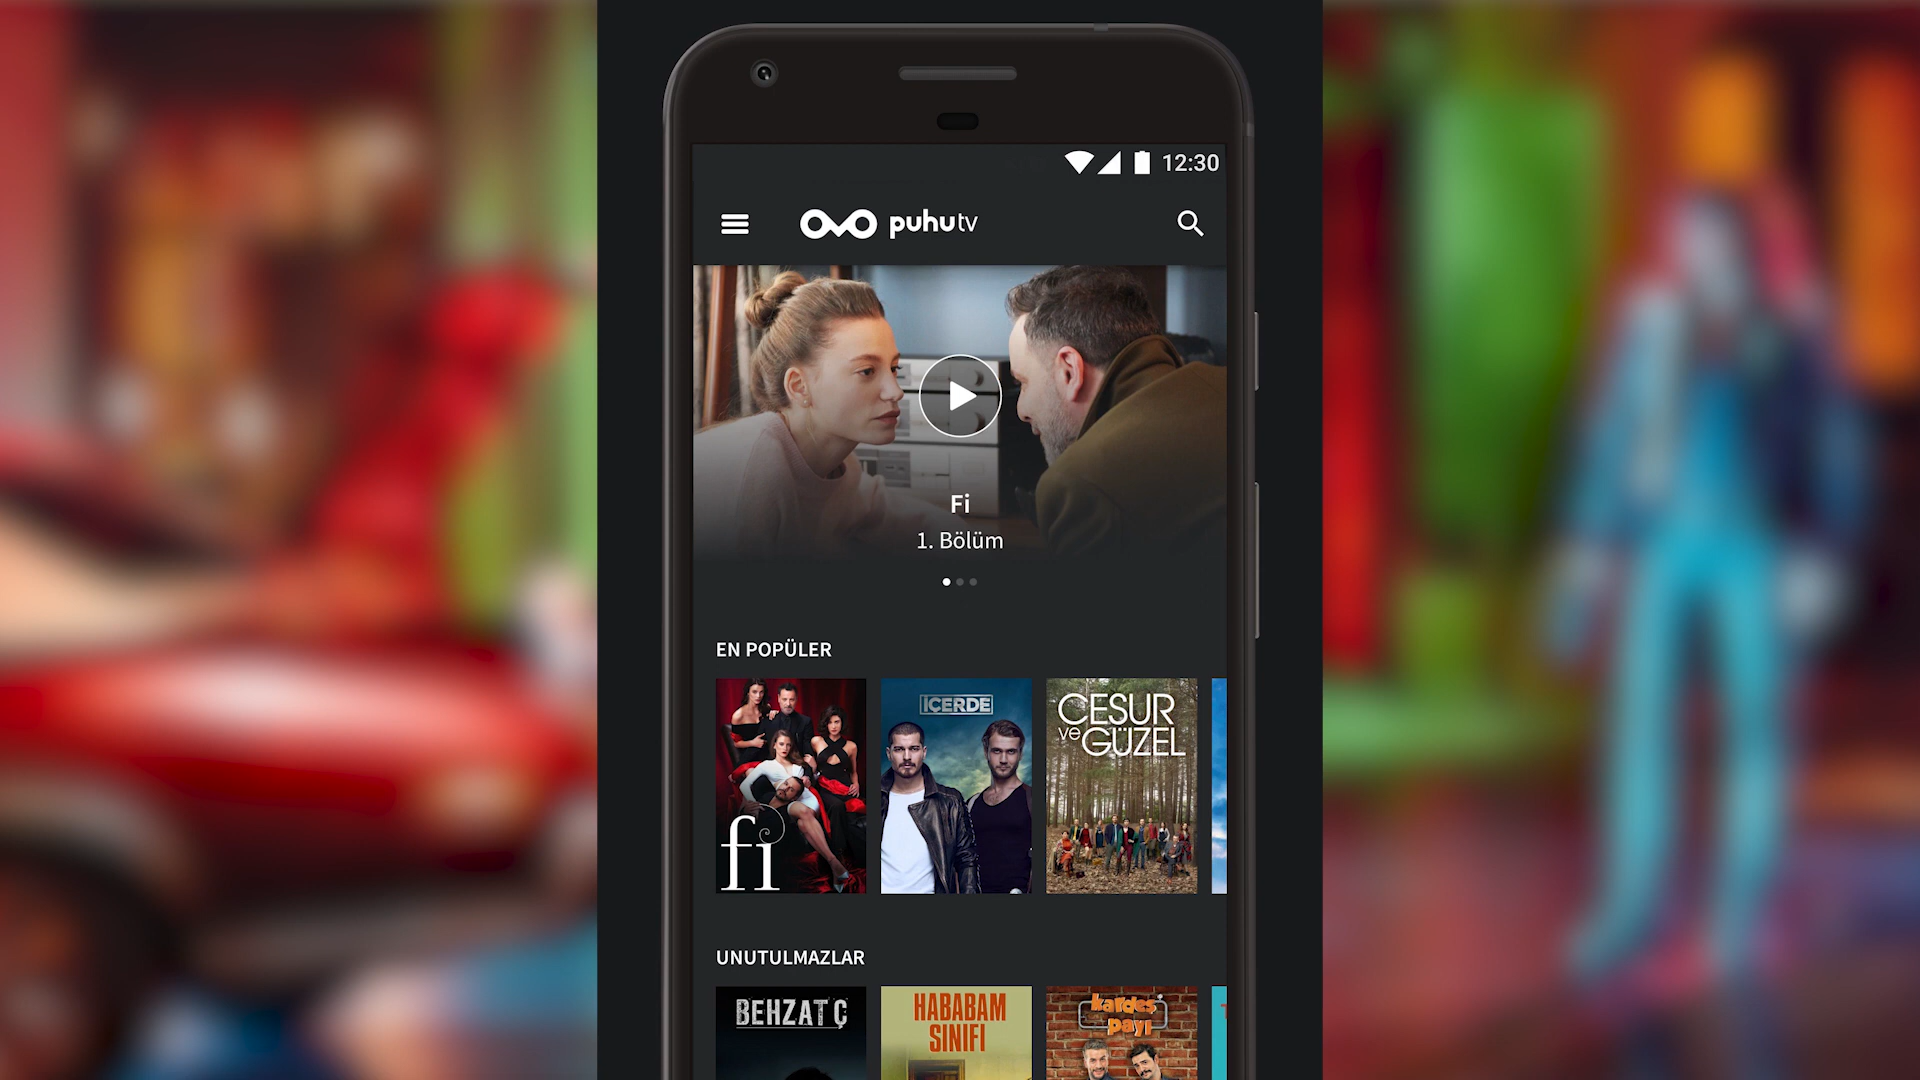 12:30
puhutv
Fi
1. Bölüm
EN POPÜLER
fi
İÇERDE
CESUR
ve GÜZEL
UNUTULMAZLAR
BEHZAT Ç
HABABAM
SINIFI
kardeş
payı